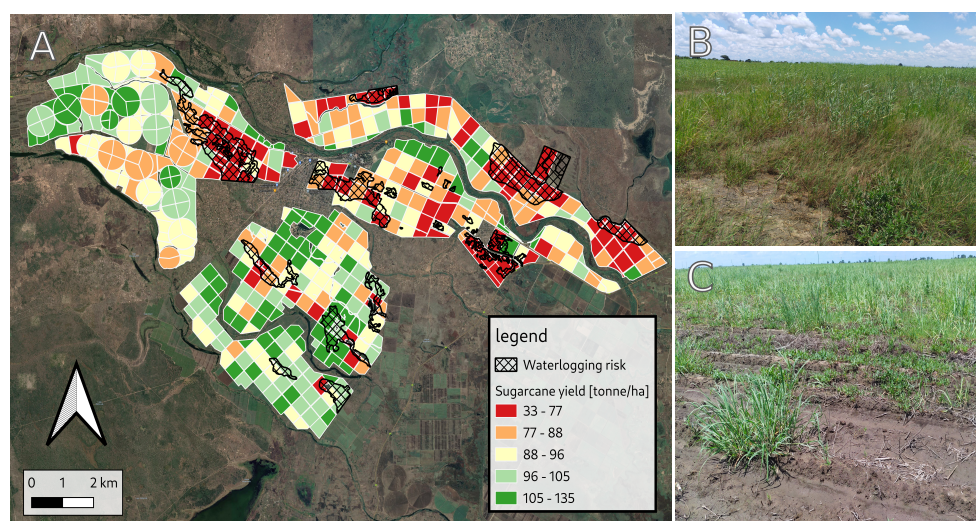 A
B
C
legend
Waterlogging risk
Sugarcane yield [tonne/ha]
33 - 77
77 - 88
88 - 96
96 - 105
105 - 135
0 1 2 km